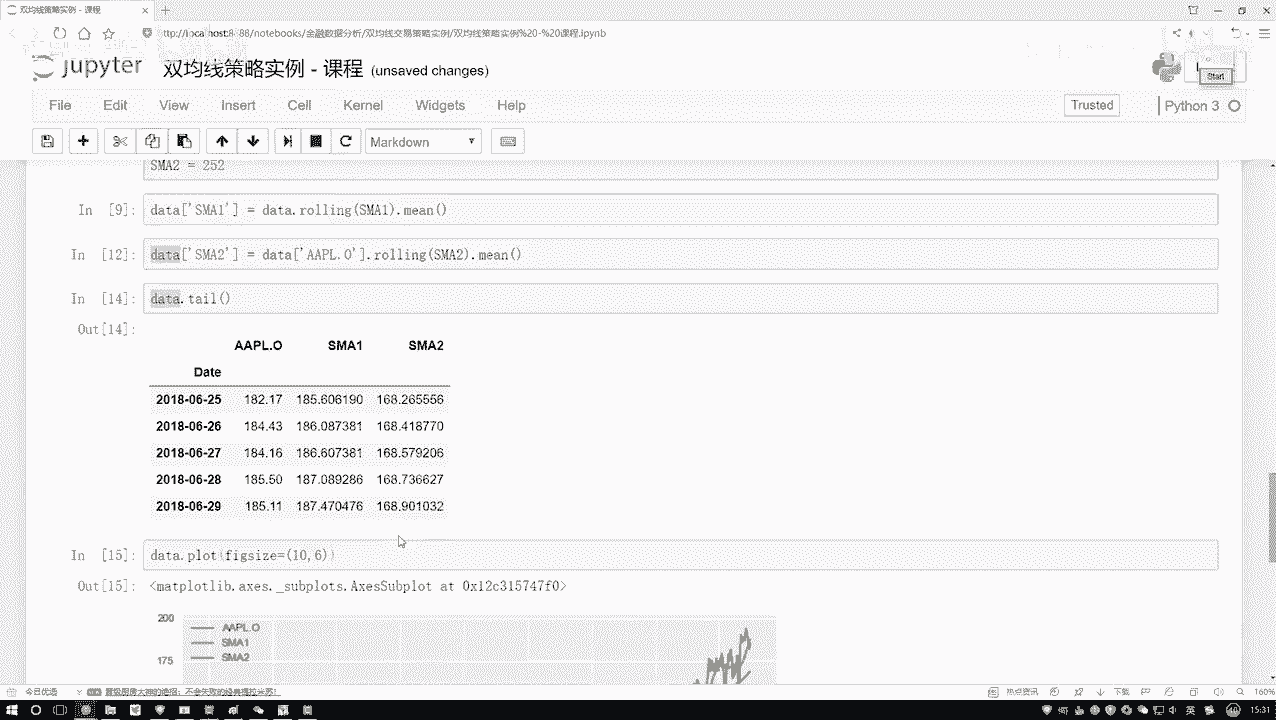 双均线策略实例 - 课程
ttp://localhost:8888/notebooks/金融数据分析/双均线交易策略实例/双均线策略实例%20-%20课程.ipynb
jupyter 双均线策略实例 - 课程 (unsaved changes)
Start
File Edit View Insert Cell Kernel Widgets Help
Trusted Python 3
Markdown
SMA2 = 252
In [9]: data['SMA1'] = data.rolling(SMA1).mean()
In [12]: data['SMA2'] = data['AAPL.O'].rolling(SMA2).mean()
In [14]: data.tail()
Out[14]:
AAPL.O SMA1 SMA2
Date
2018-06-25 182.17 185.606190 168.265556
2018-06-26 184.43 186.087381 168.418770
2018-06-27 184.16 186.607381 168.579206
2018-06-28 185.50 187.089286 168.736627
2018-06-29 185.11 187.470476 168.901032
In [15]: data.plot(figsize=(10,6))
Out[15]: <matplotlib.axes._subplots.AxesSubplot at 0x12c315747f0>
200
AAPL.O
SMA1
SMA2
175
今日优选
热点资讯 下载 160%
英 15:31